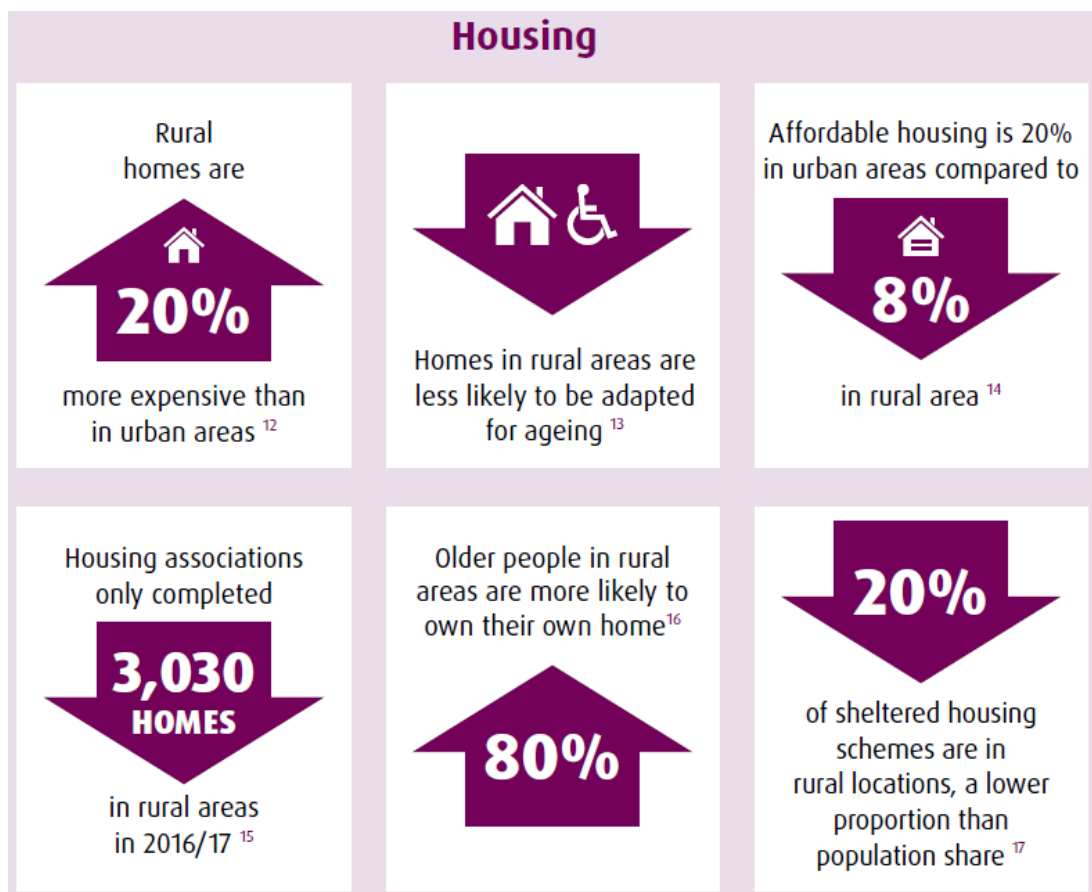 Housing
Rural
homes are
20%
more expensive than
in urban areas 12
Homes in rural areas are
less likely to be adapted
for ageing 13
Affordable housing is 20%
in urban areas compared to
8%
in rural area 14
Housing associations
only completed
3,030
HOMES
in rural areas
in 2016/17 15
Older people in rural
areas are more likely to
own their own home16
80%
20%
of sheltered housing
schemes are in
rural locations, a lower
proportion than
population share 17